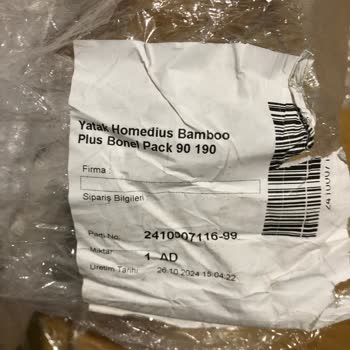 Yatak Homedius Bamboo
Plus Bonel Pack 90 190
Firma :
Sipariş Bilgileri
Parti No
2410007116-99
Miktar
1 AD
Üretim Tarihi
26.10.2024 15:04:22
2410007